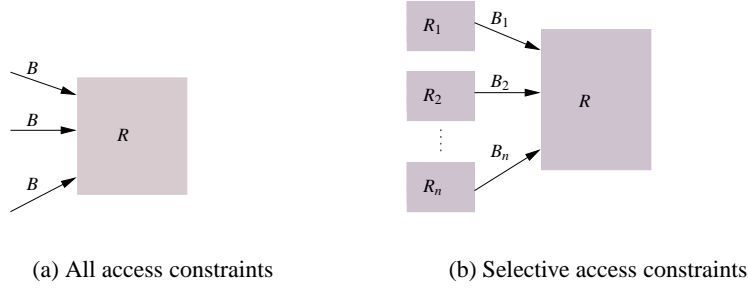 B
B
B
R
(a) All access constraints
R1
R2
Rn
B1
B2
Bn
R
(b) Selective access constraints